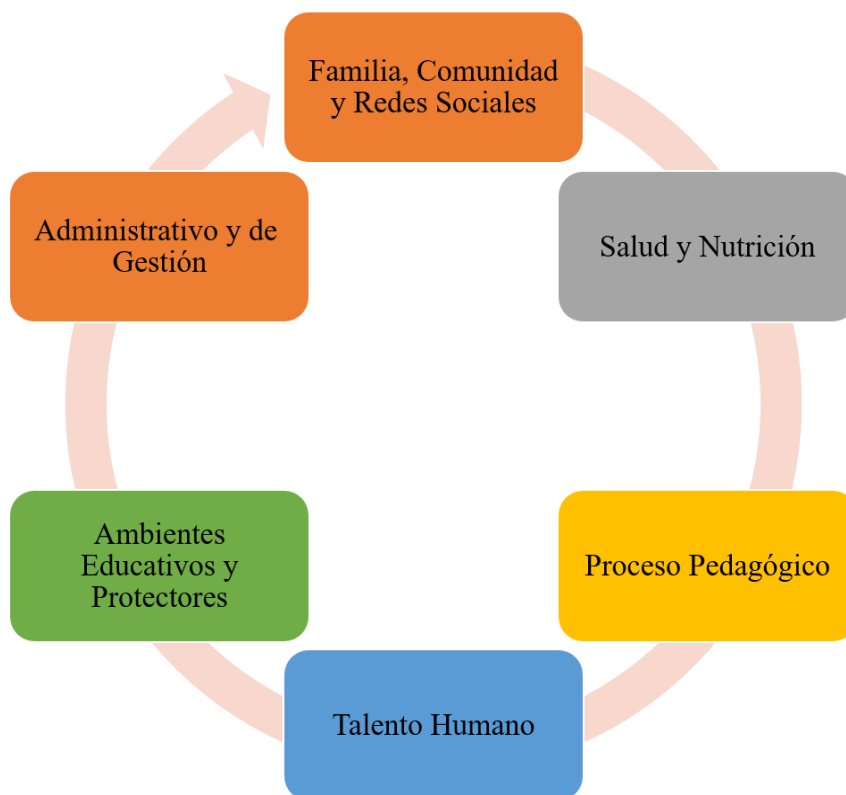 Familia, Comunidad
y Redes Sociales
Salud y Nutrición
Proceso Pedagógico
Talento Humano
Ambientes
Educativos y
Protectores
Administrativo y de
Gestión